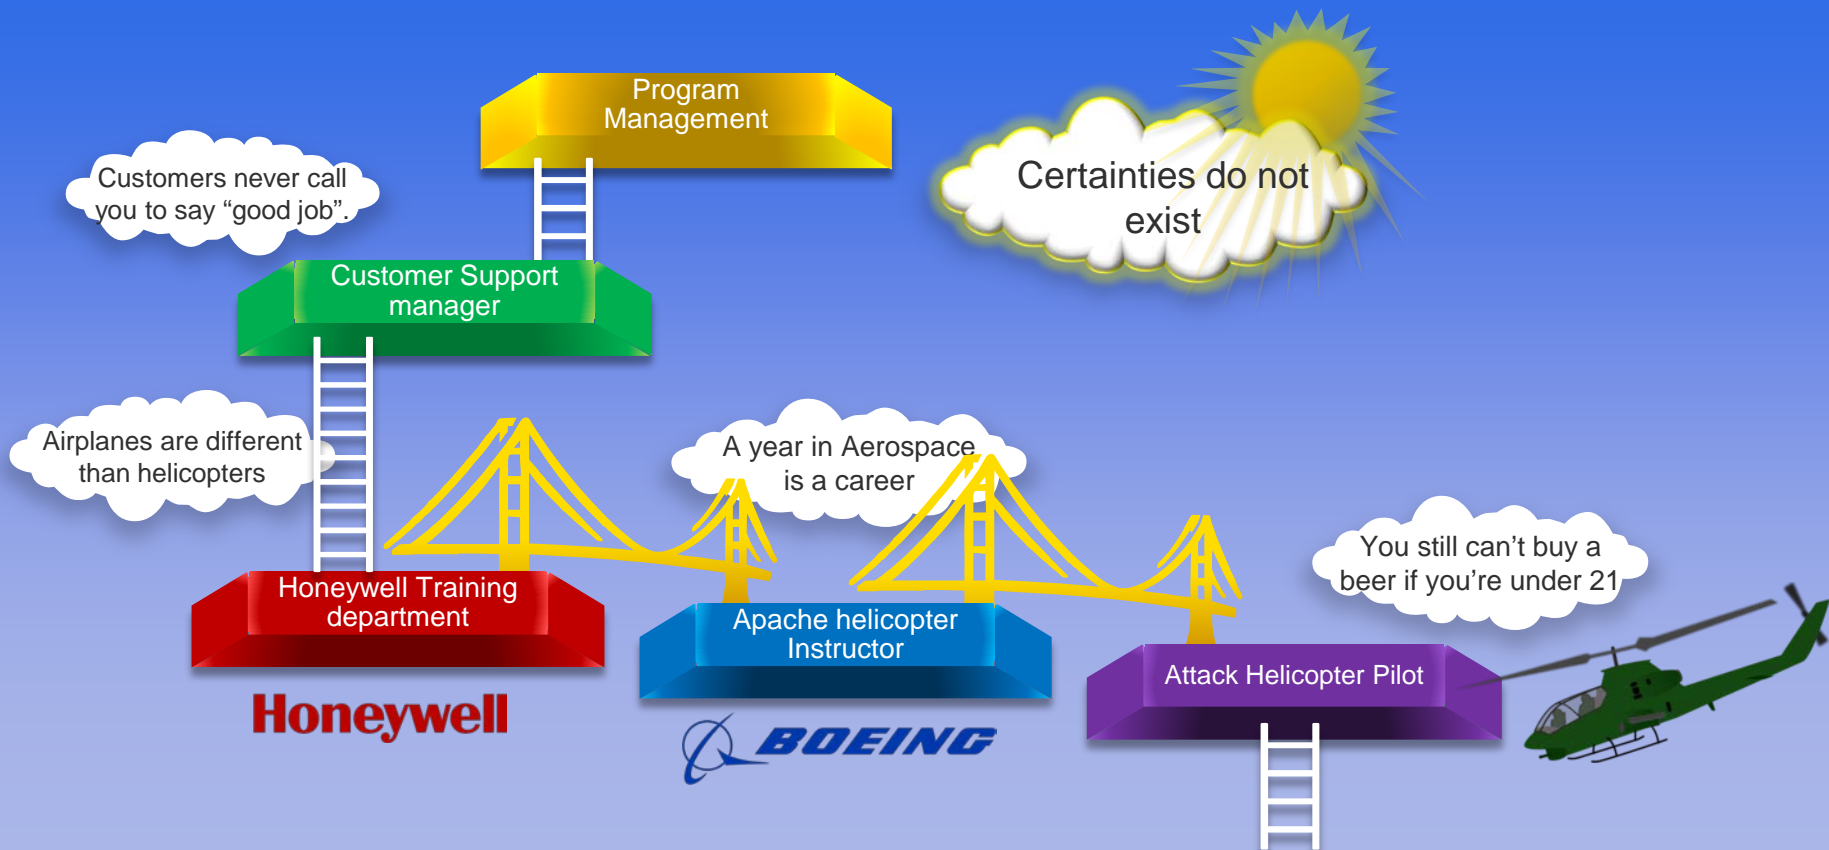 Program
Management
Customers never call
you to say “good job”.
Certainties do not
exist
Customer Support
manager
Airplanes are different
than helicopters
A year in Aerospace
is a career
You still can’t buy a
beer if you’re under 21
Honeywell Training
department
Apache helicopter
Instructor
Attack Helicopter Pilot
Honeywell
BOEING